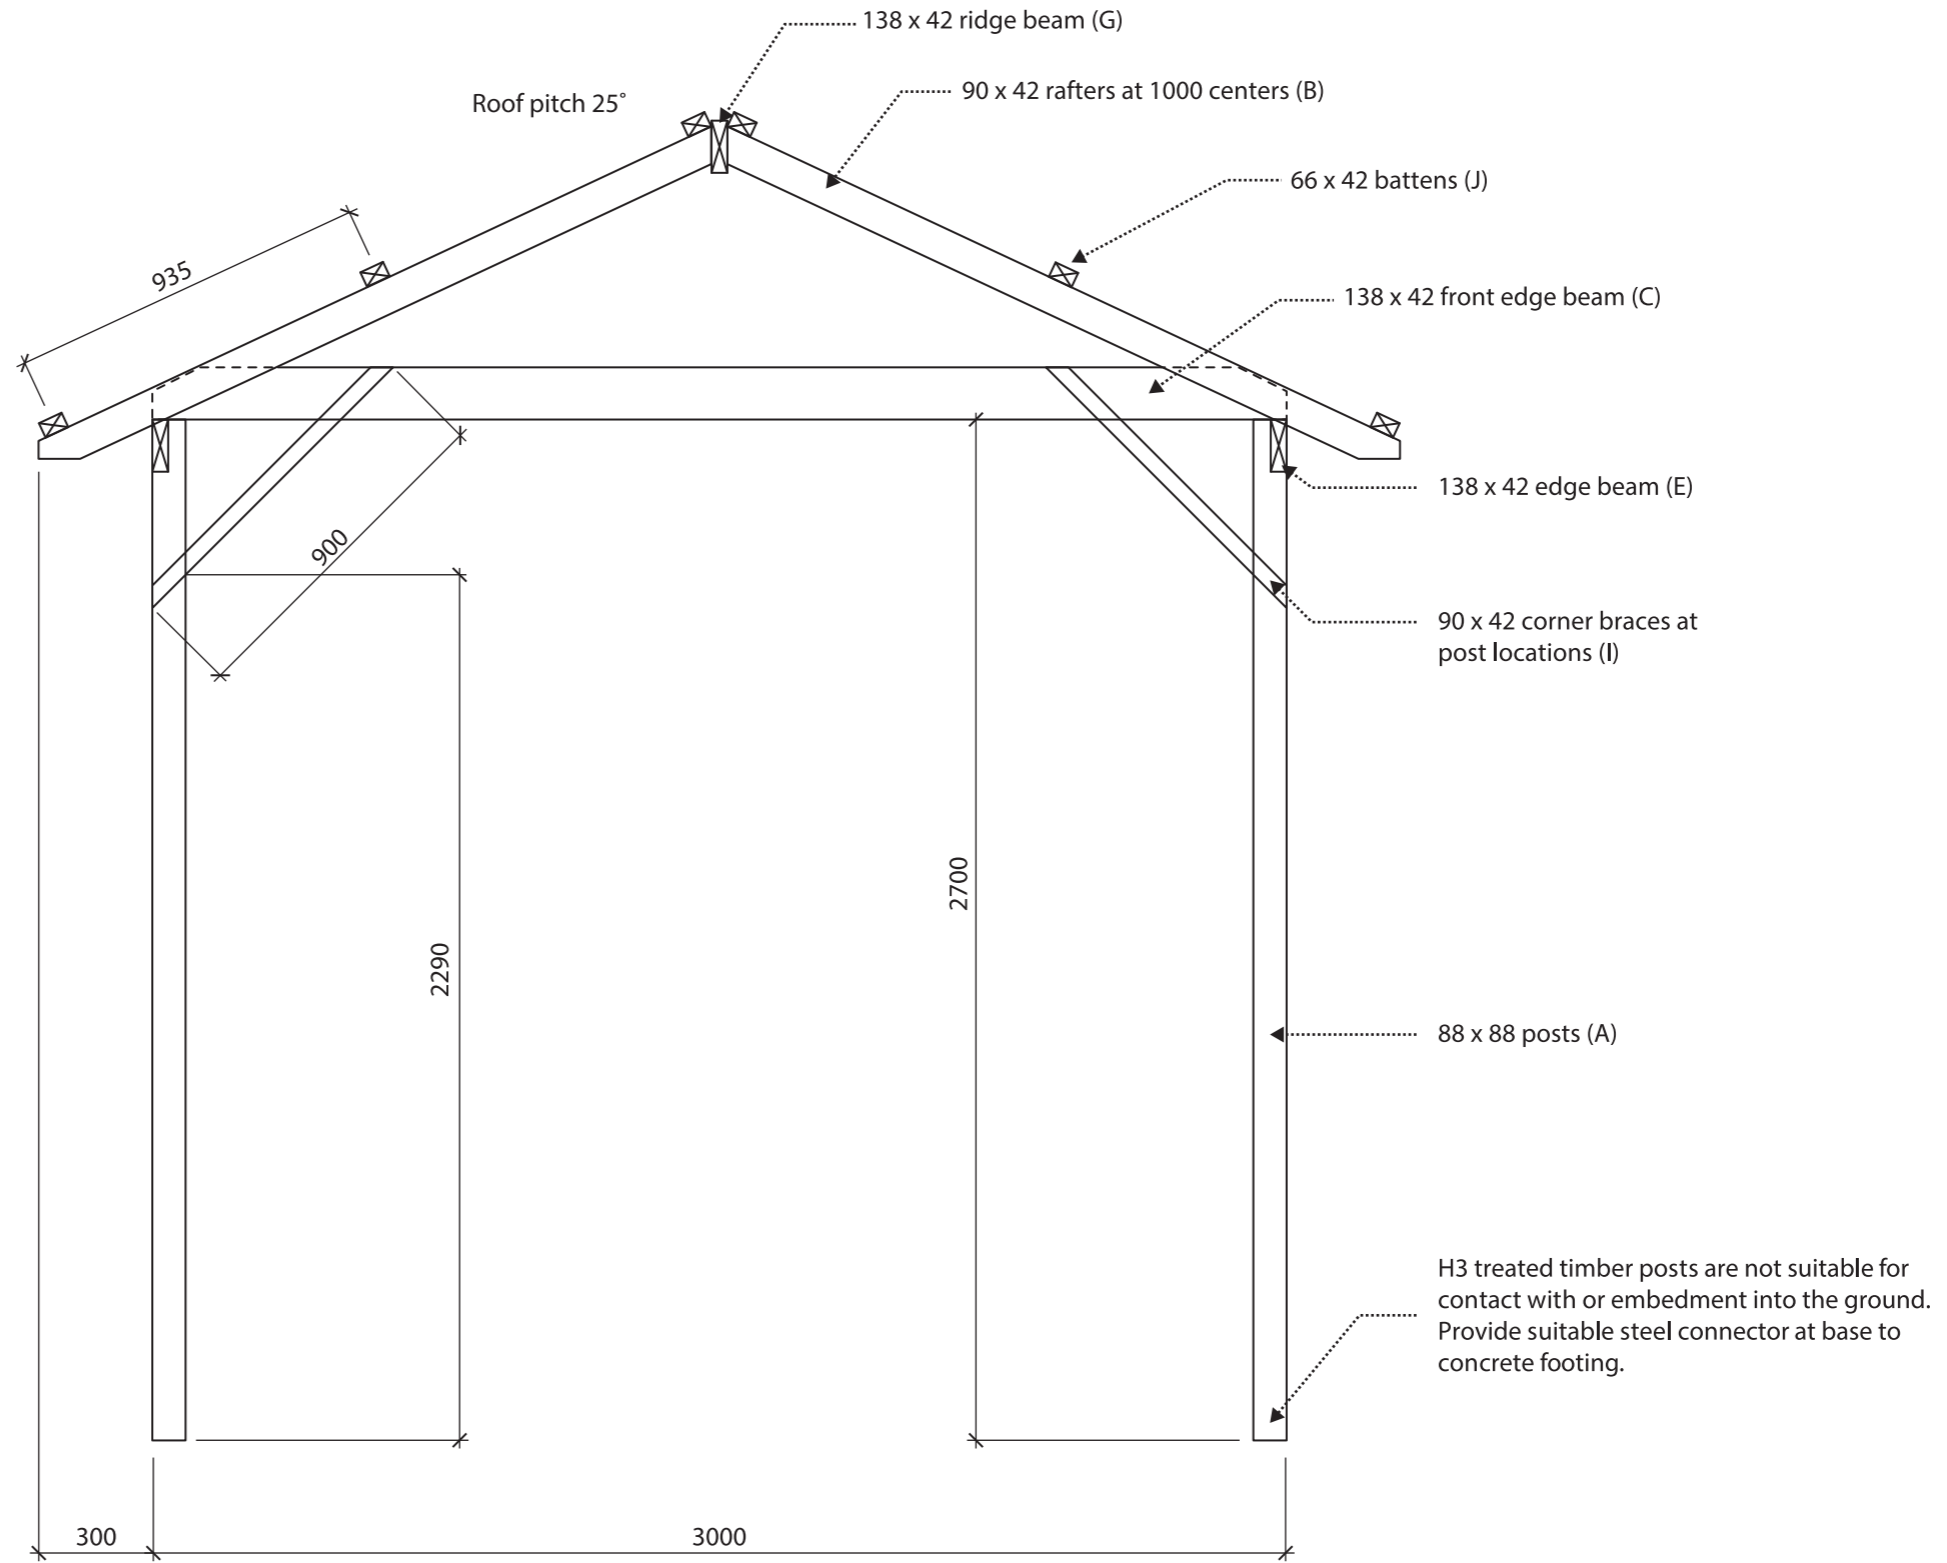 138 x 42 ridge beam (G)
Roof pitch 25˚
90 x 42 rafters at 1000 centers (B)
66 x 42 battens (J)
935
138 x 42 front edge beam (C)
138 x 42 edge beam (E)
900
90 x 42 corner braces at
post locations (I)
2700
2290
88 x 88 posts (A)
H3 treated timber posts are not suitable for
contact with or embedment into the ground.
Provide suitable steel connector at base to
concrete footing.
300
3000